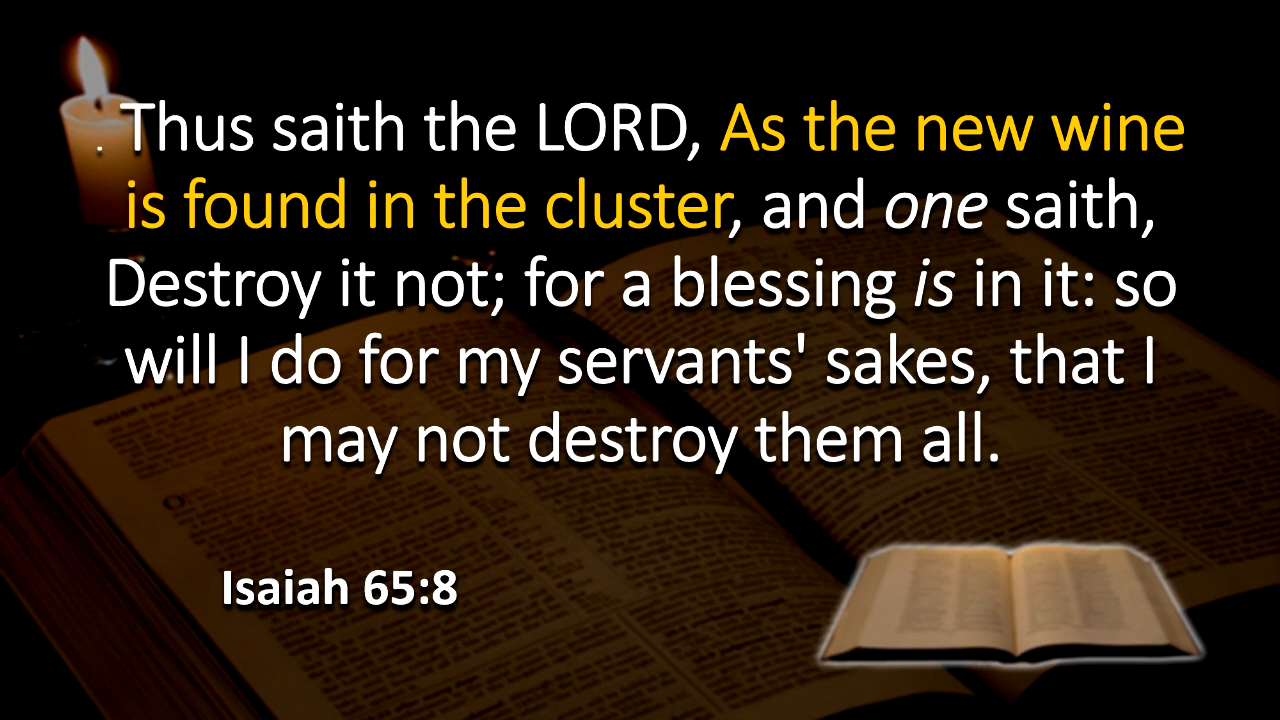 . Thus saith the LORD, As the new wine
is found in the cluster, and one saith,
Destroy it not; for a blessing is in it: so
will I do for my servants' sakes, that I
may not destroy them all.
Isaiah 65:8